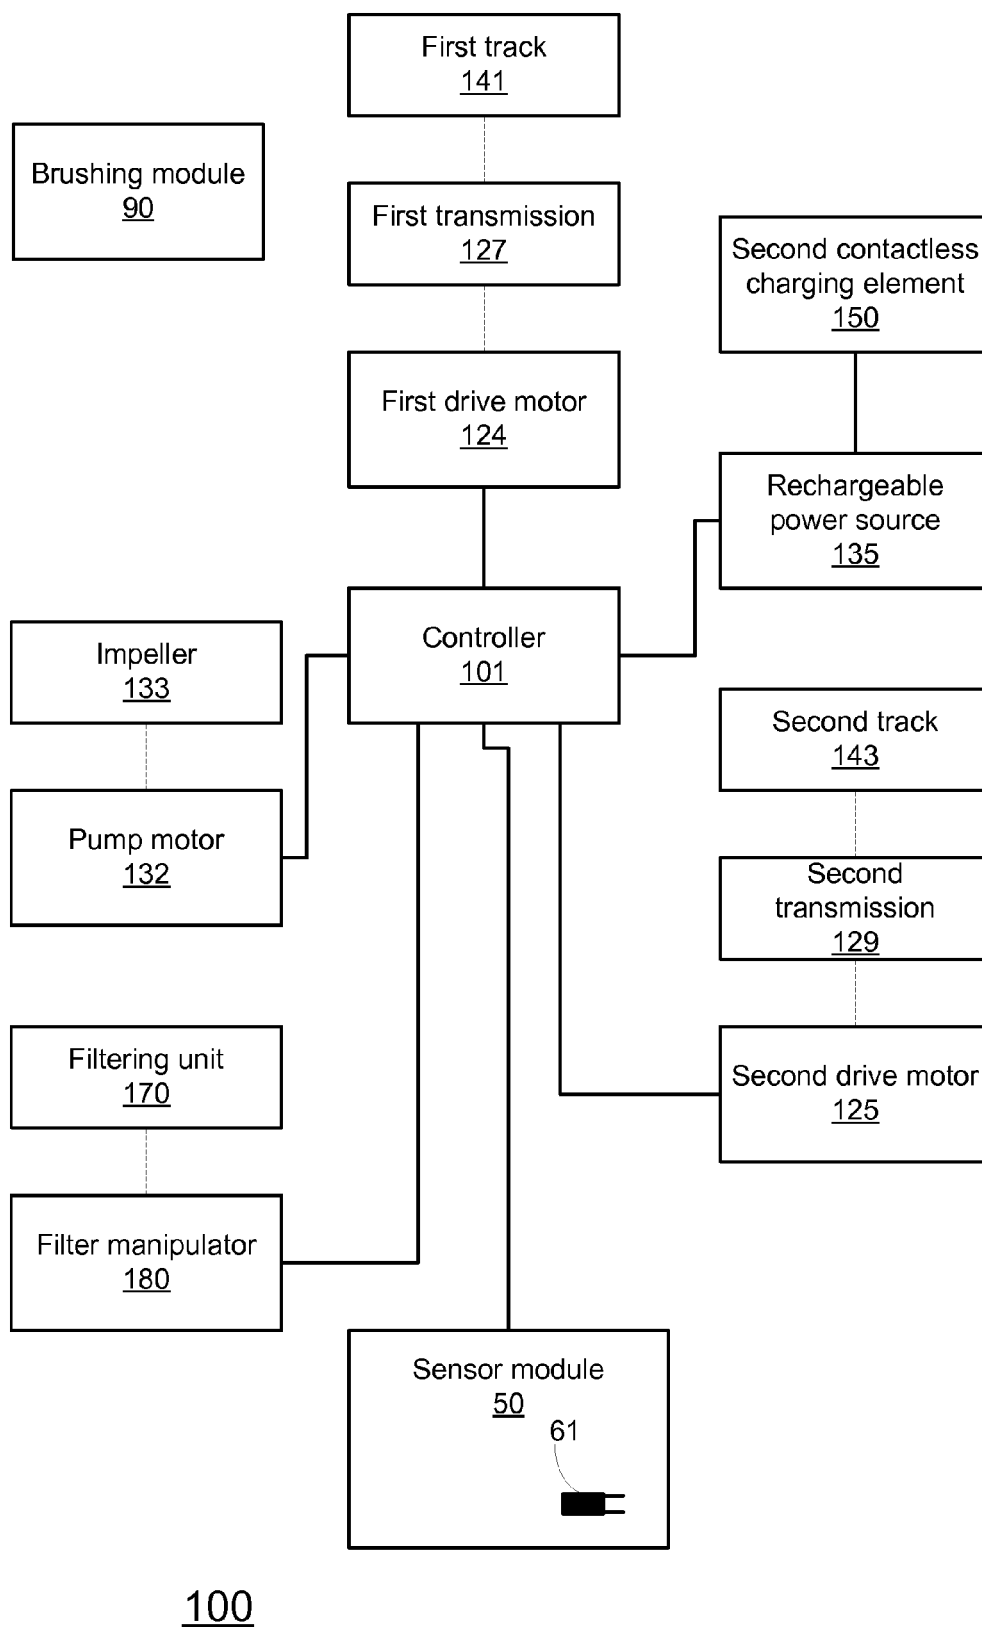 First track
141
Brushing module
90
First transmission
127
Second contactless
charging element
150
First drive motor
124
Rechargeable
power source
135
Controller
101
Impeller
133
Second track
143
Pump motor
132
Second
transmission
129
Filtering unit
170
Second drive motor
125
Filter manipulator
180
Sensor module
50
61
100